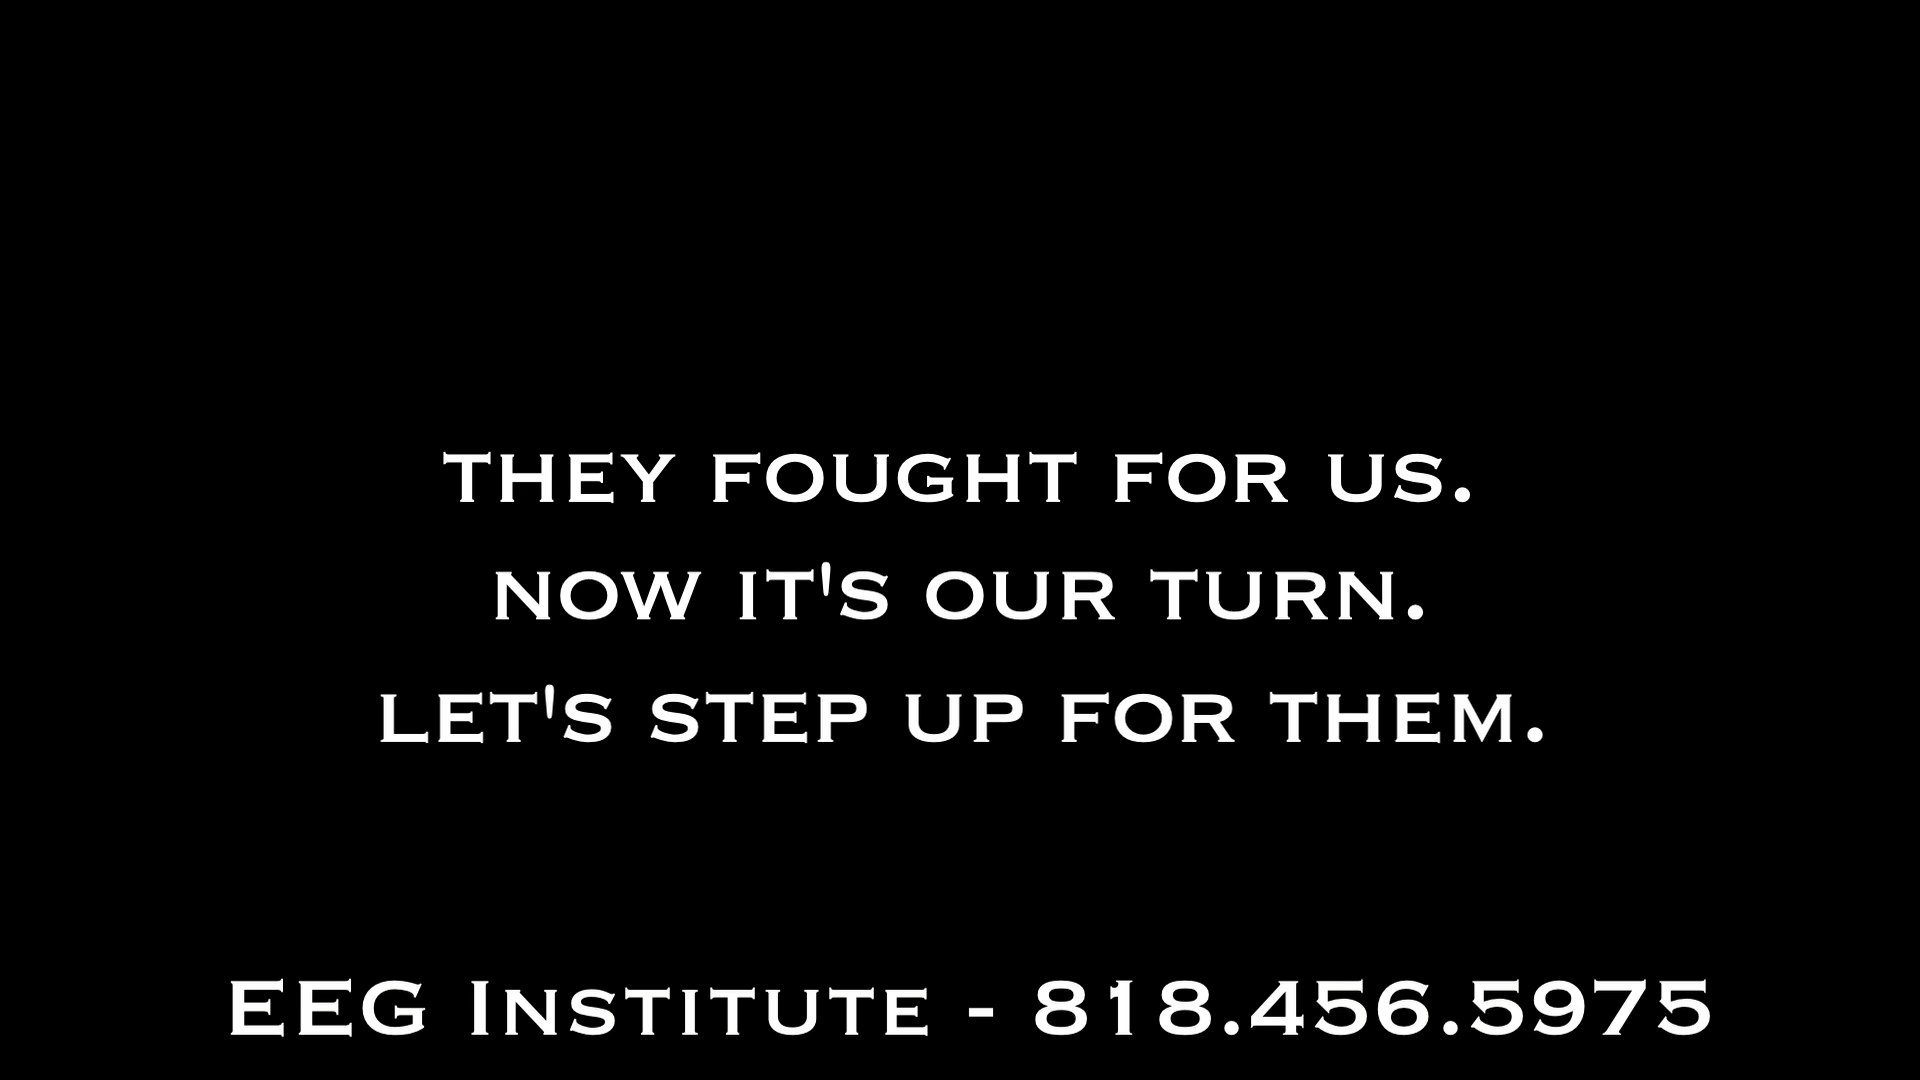 THEY FOUGHT FOR US.
NOW IT'S OUR TURN.
LET'S STEP UP FOR THEM.
EEG INSTITUTE - 818.456.5975